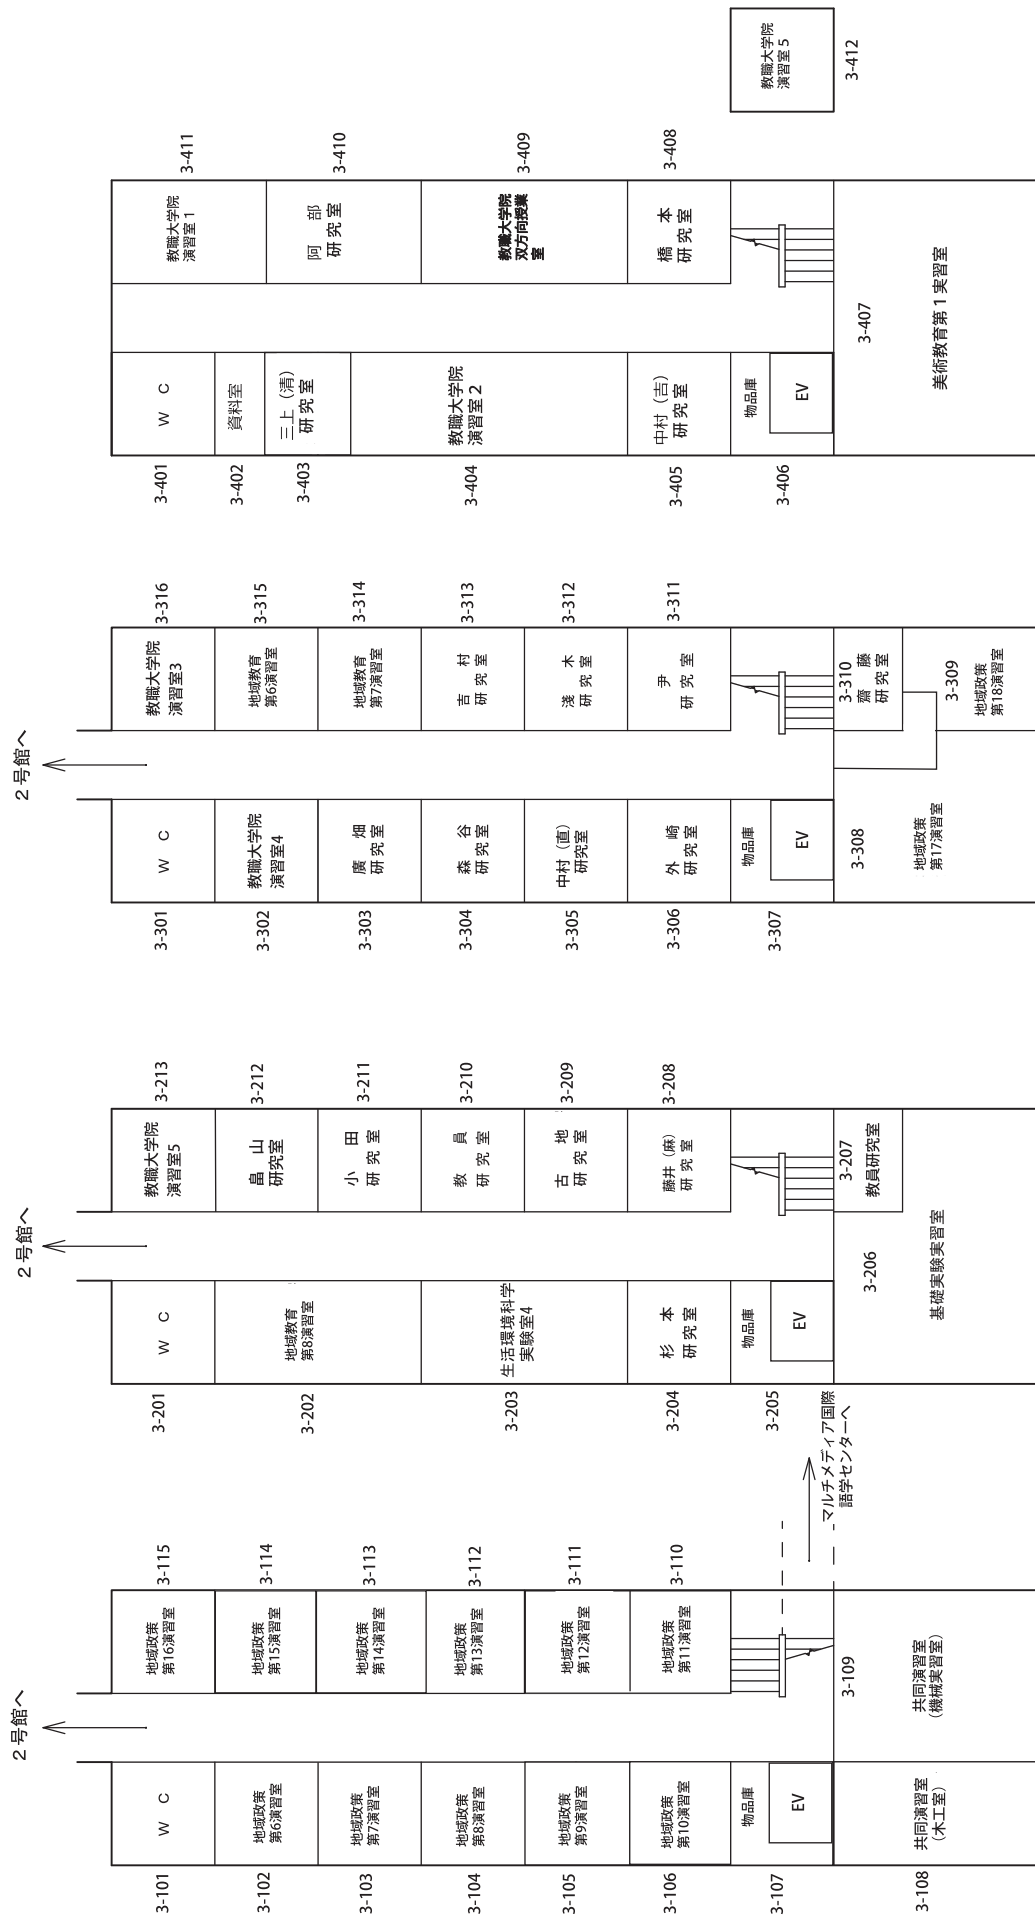 2号館へ
3-101
W C
3-102
地域政策
第6演習室
3-103
地域政策
第7演習室
3-104
地域政策
第8演習室
3-105
地域政策
第9演習室
3-106
地域政策
第10演習室
3-107
物品庫
EV
3-108
共同演習室
(木工室)
3-115
地域政策
第16演習室
3-114
地域政策
第15演習室
3-113
地域政策
第14演習室
3-112
地域政策
第13演習室
3-111
地域政策
第12演習室
3-110
地域政策
第11演習室
3-109
共同演習室
(機械実習室)
マルチメディア国際
語学センターへ
2号館へ
3-201
W C
3-202
地域教育
第8演習室
3-203
生活環境科学
実験室4
3-204
杉 本
研究室
3-205
物品庫
EV
3-206
基礎実験実習室
3-213
教職大学院
演習室5
3-212
畠 山
研究室
3-211
小 田
研究室
3-210
教 員
研究室
3-209
古 地
研究室
3-208
藤井(麻)
研究室
3-207
教員研究室
2号館へ
3-301
W C
3-302
教職大学院
演習室4
3-303
廣 畑
研究室
3-304
森 谷
研究室
3-305
中村(直)
研究室
3-306
外 崎
研究室
3-307
物品庫
EV
3-308
地域政策
第17演習室
3-316
教職大学院
演習室3
3-315
地域教育
第6演習室
3-314
地域教育
第7演習室
3-313
吉 村
研究室
3-312
淺 木
研究室
3-311
尹
研究室
3-310
齋 藤
研究室
3-309
地域政策
第18演習室
3-401
W C
3-402
資料室
3-403
三上(清)
研究室
3-404
教職大学院
演習室2
3-405
中村(吉)
研究室
3-406
物品庫
EV
3-407
美術教育第1実習室
3-411
教職大学院
演習室1
3-410
阿 部
研究室
3-409
教職大学院
双方向授業
室
3-408
橋 本
研究室
3-412
教職大学院
演習室5